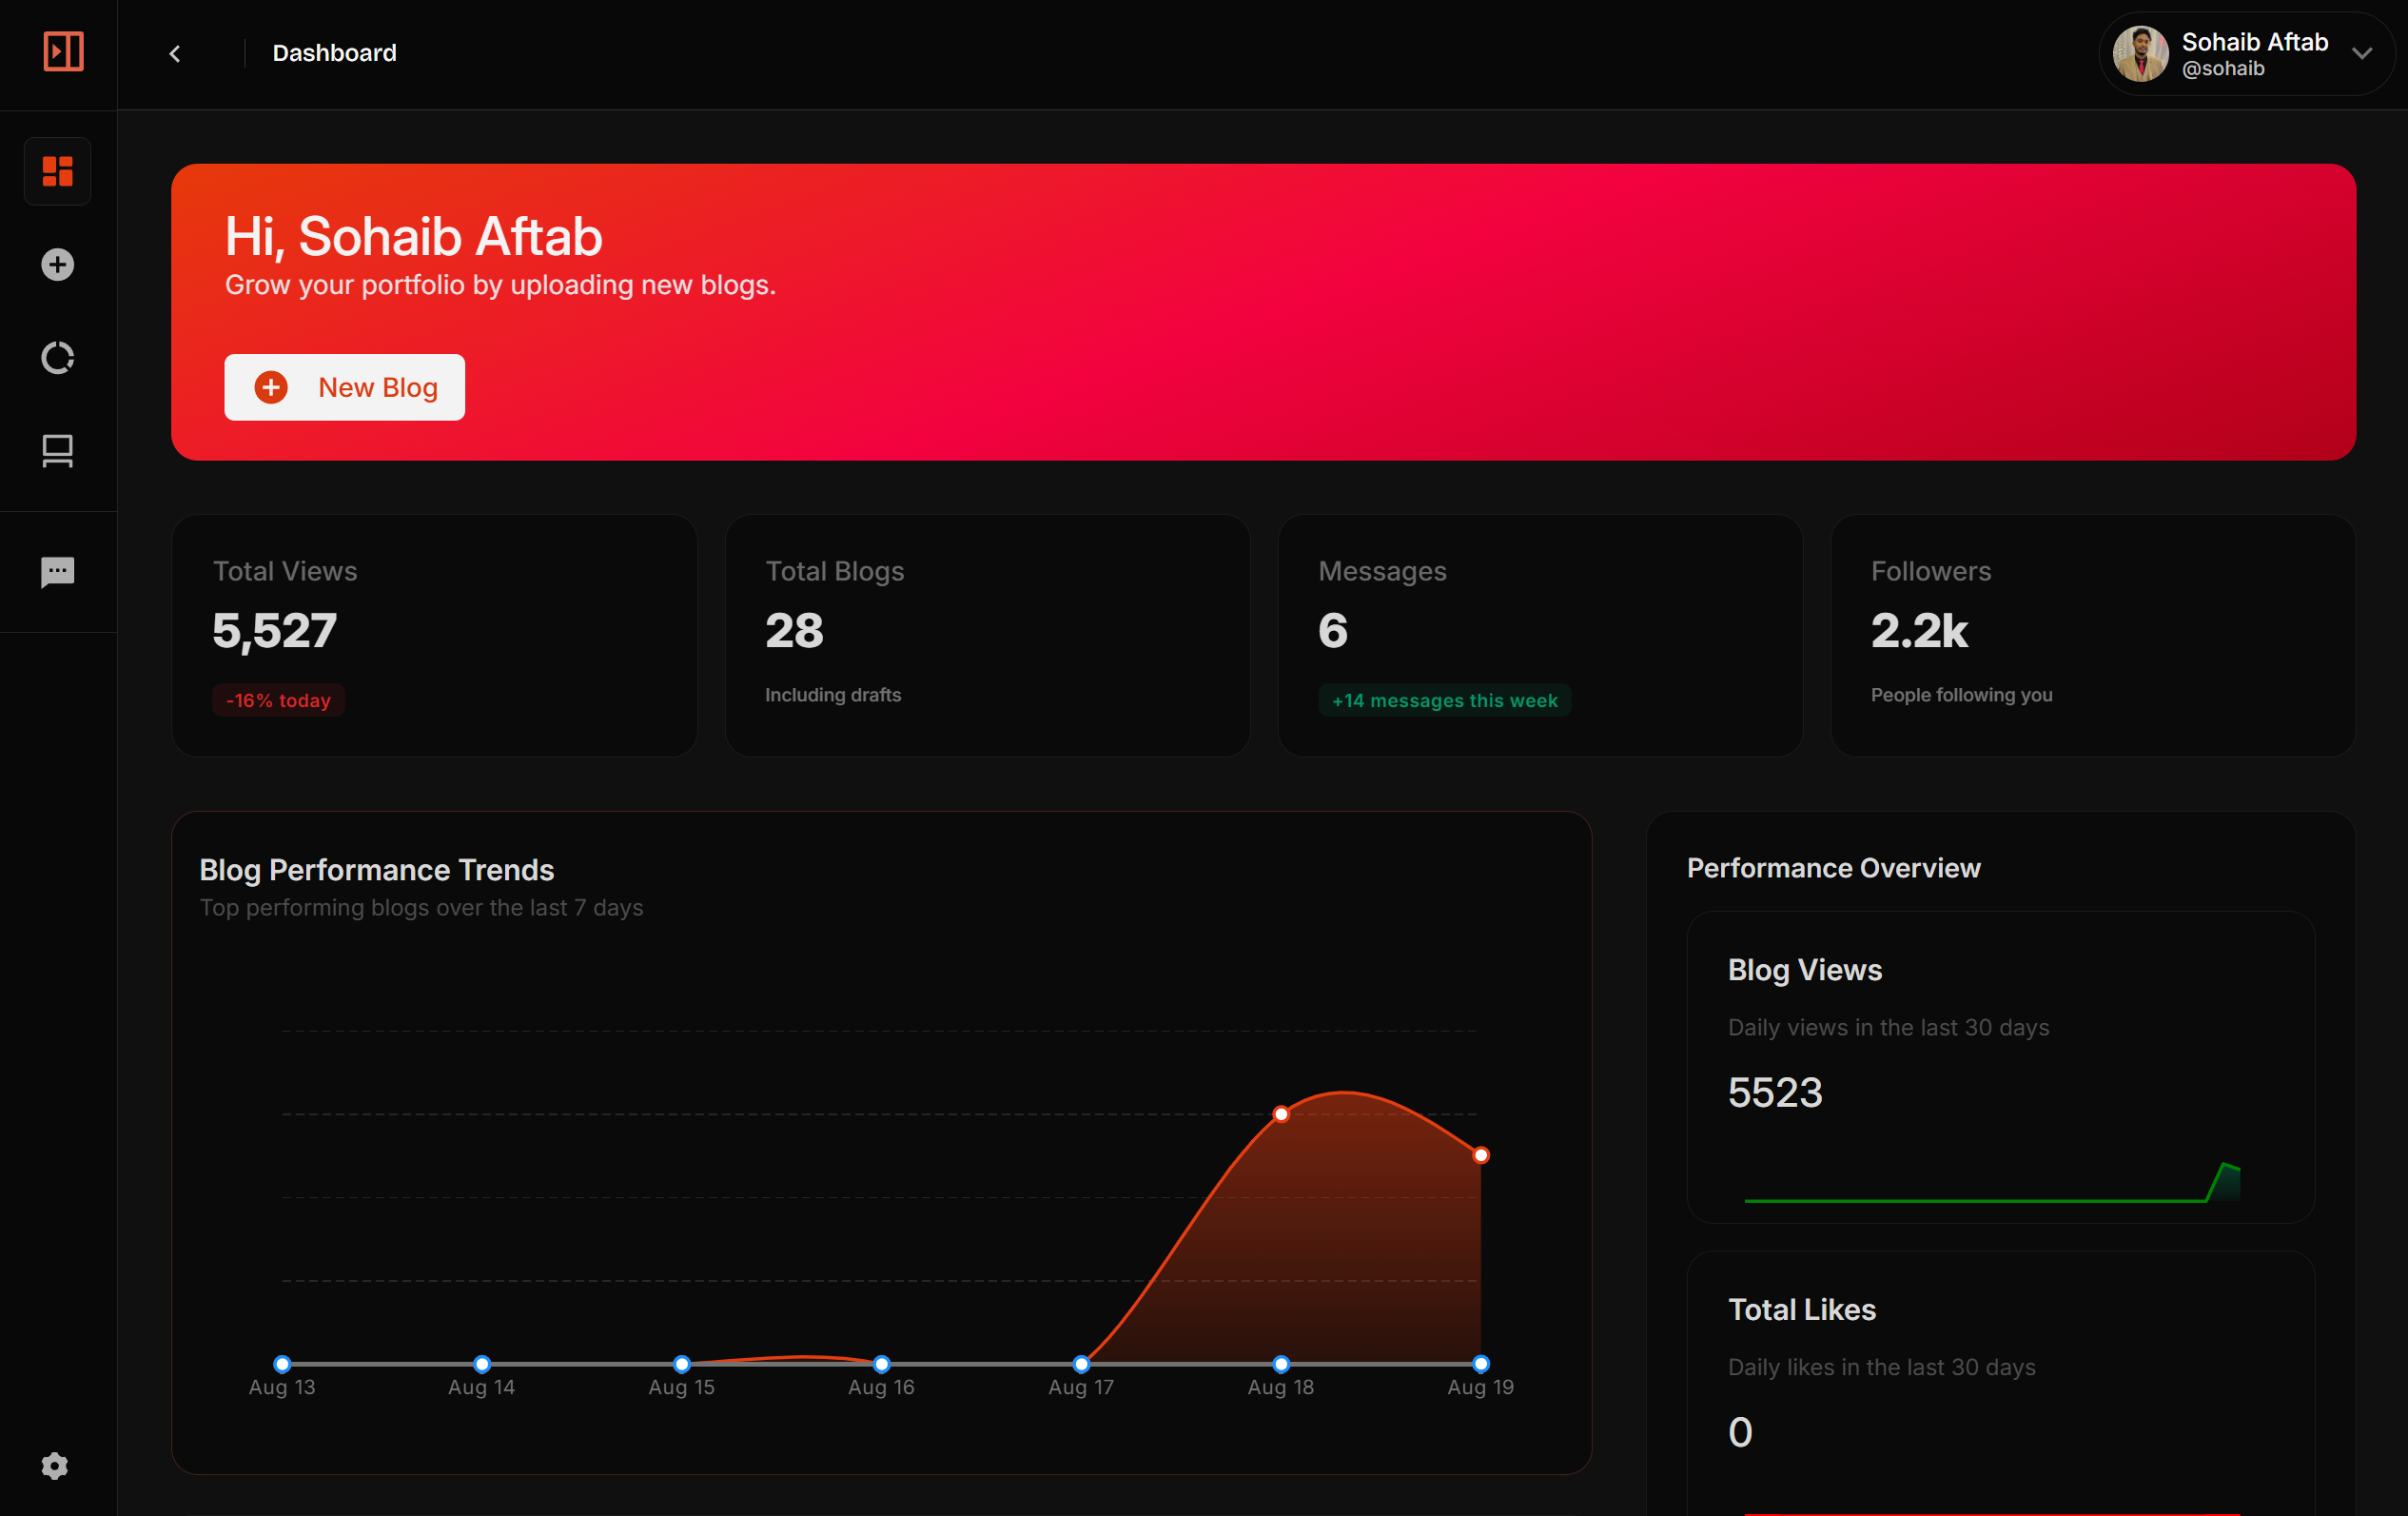 Dashboard
Sohaib Aftab
@sohaib
Hi, Sohaib Aftab
Grow your portfolio by uploading new blogs.
New Blog
Total Views
5,527
-16% today
Total Blogs
28
Including drafts
Messages
6
+14 messages this week
Followers
2.2k
People following you
Blog Performance Trends
Top performing blogs over the last 7 days
Aug 13 Aug 14 Aug 15 Aug 16 Aug 17 Aug 18 Aug 19
Performance Overview
Blog Views
Daily views in the last 30 days
5523
Total Likes
Daily likes in the last 30 days
0